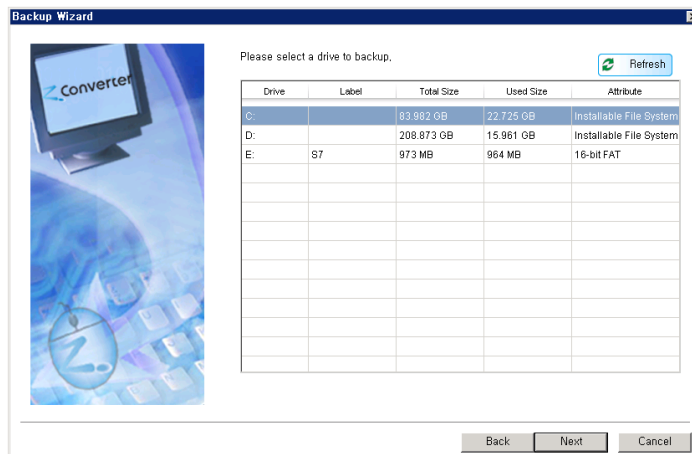 Backup Wizard
ZConverter
Please select a drive to backup,
Refresh
Drive Label Total Size Used Size Attribute
C: 83.982 GB 22.725 GB Installable File System
D: 208.873 GB 15.961 GB Installable File System
E: S7 973 MB 964 MB 16-bit FAT
Back Next Cancel